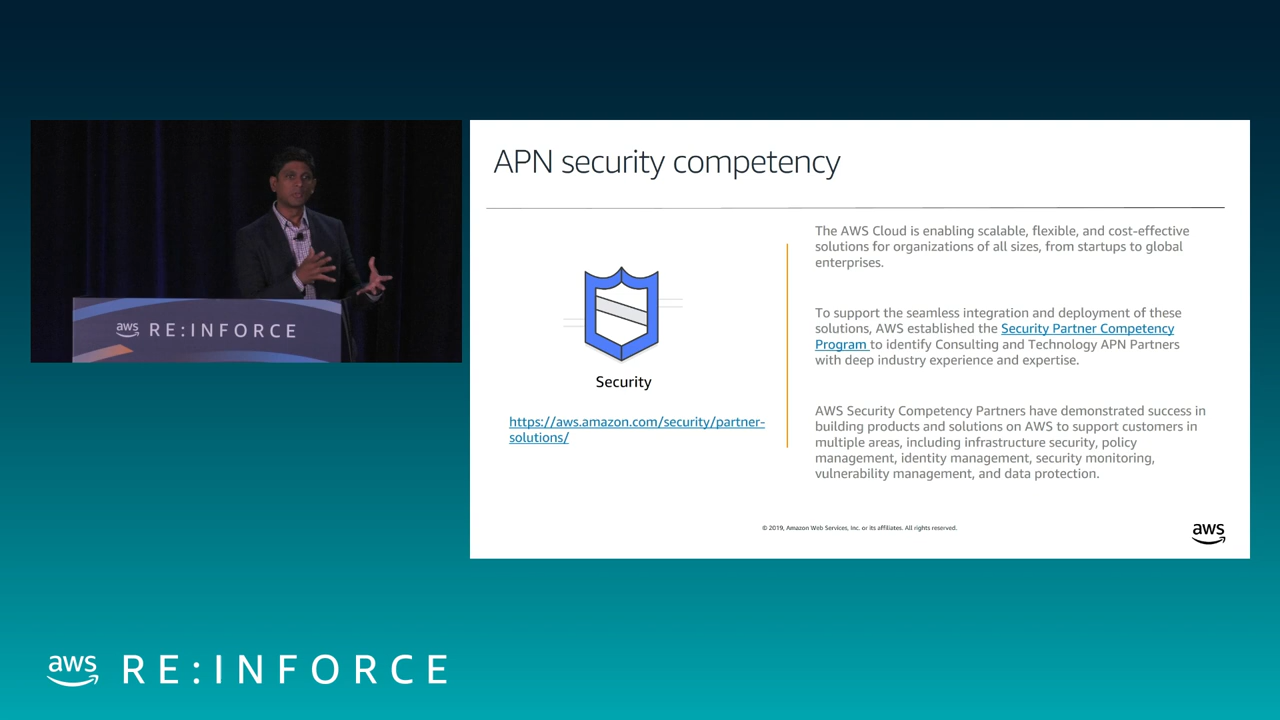 aws RE:INFORCE
APN security competency
Security
https://aws.amazon.com/security/partner-
solutions/
The AWS Cloud is enabling scalable, flexible, and cost-effective
solutions for organizations of all sizes, from startups to global
enterprises.
To support the seamless integration and deployment of these
solutions, AWS established the Security Partner Competency
Program to identify Consulting and Technology APN Partners
with deep industry experience and expertise.
AWS Security Competency Partners have demonstrated success in
building products and solutions on AWS to support customers in
multiple areas, including infrastructure security, policy
management, identity management, security monitoring,
vulnerability management, and data protection.
© 2019, Amazon Web Services, Inc. or its affiliates. All rights reserved.
aws
aws RE:INFORCE